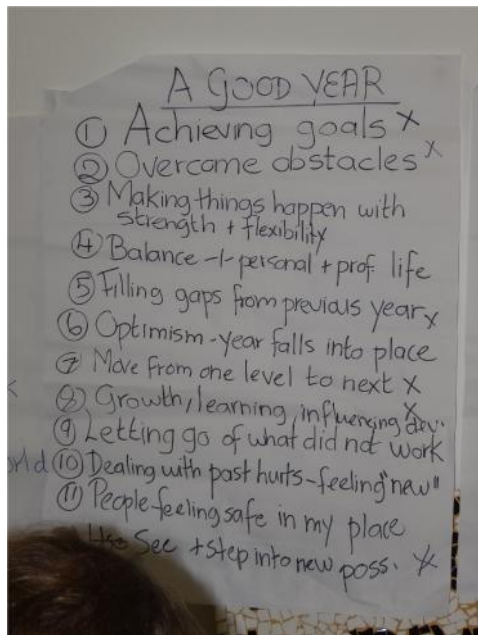 A GOOD YEAR
① Achieving goals x
② Overcame obstacles x
③ Making things happen with
strength + flexibility
④ Balance -/- personal + prof. life
⑤ Filling gaps from previous year x
⑥ Optimism - year falls into place
⑦ Move from one level to next x
⑧ Growth, learning, influencing dev. x
⑨ Letting go of what did not work
⑩ Dealing with past hurts - feeling "new"
⑪ People feeling safe in my place
See + step into new poss. x